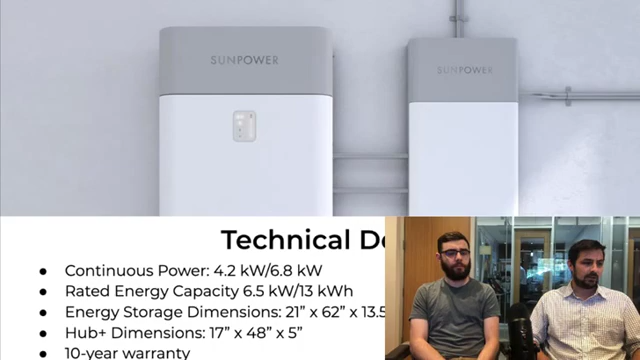 SUNPOWER
SUNPOWER
Technical
• Continuous Power: 4.2 kW/6.8 kW
• Rated Energy Capacity 6.5 kW/13 kWh
• Energy Storage Dimensions: 21” x 62” x 13.5
• Hub+ Dimensions: 17” x 48” x 5”
• 10-year warranty